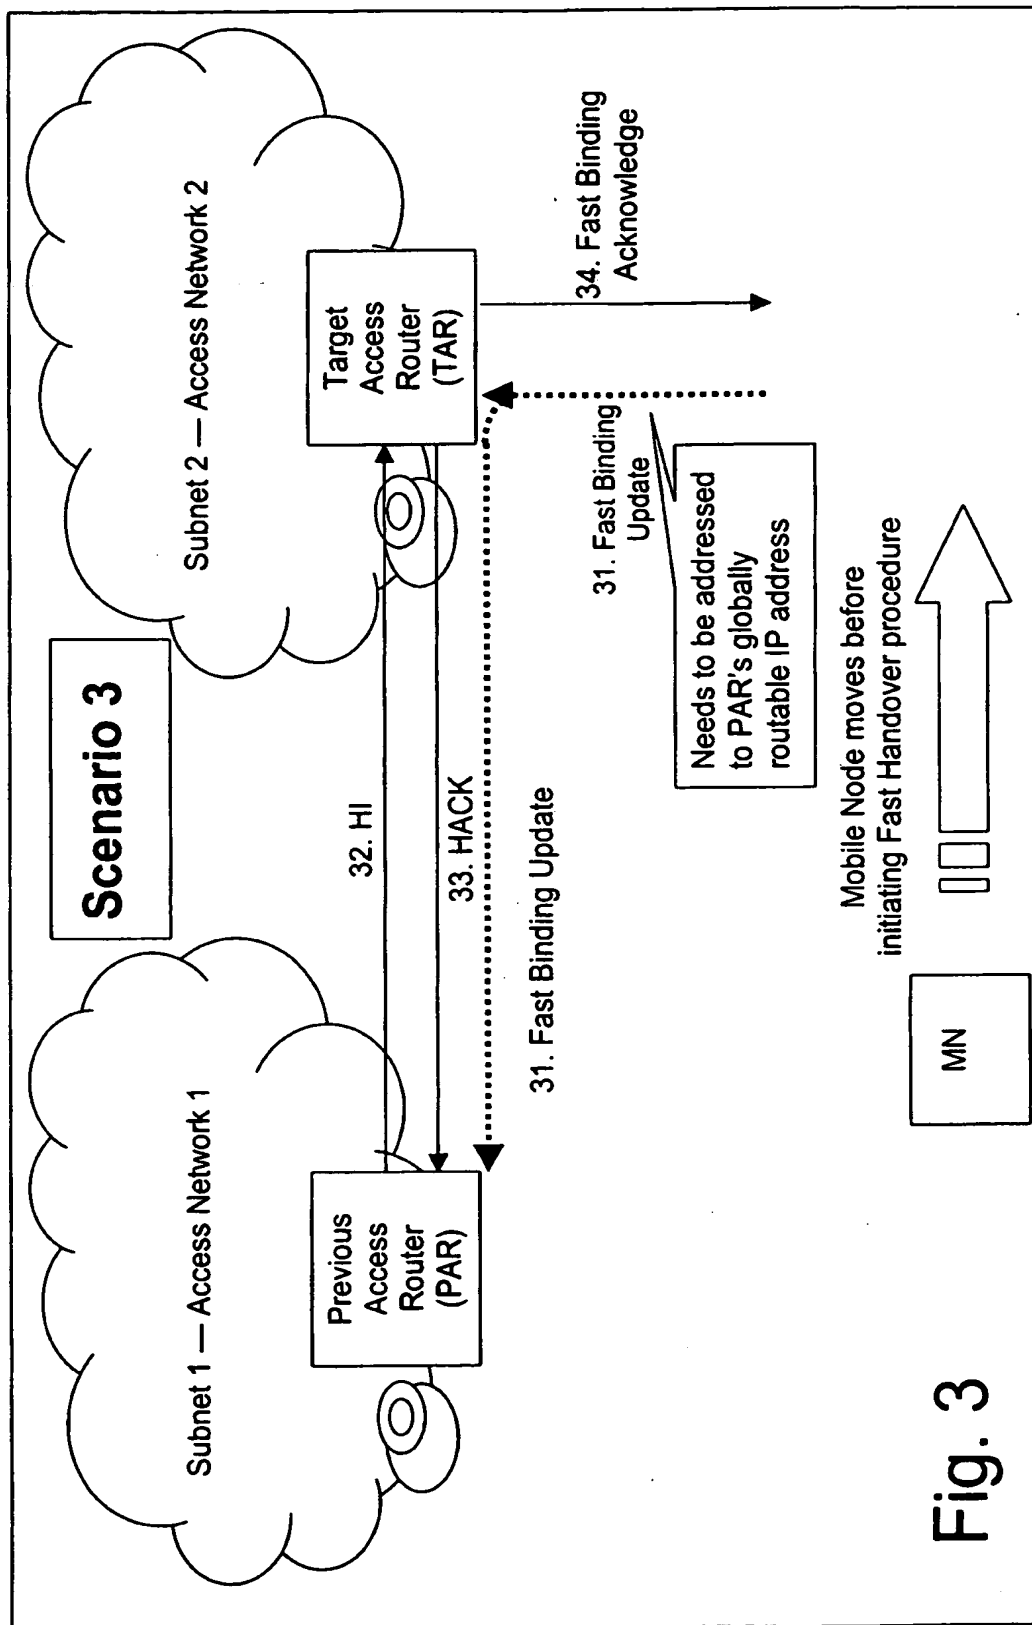 Scenario 3
Subnet 1 — Access Network 1
Subnet 2 — Access Network 2
Previous
Access
Router
(PAR)
Target
Access
Router
(TAR)
32. HI
33. HACK
31. Fast Binding Update
31. Fast Binding
Update
34. Fast Binding
Acknowledge
Needs to be addressed
to PAR's globally
routable IP address
Mobile Node moves before
initiating Fast Handover procedure
MN
Fig. 3